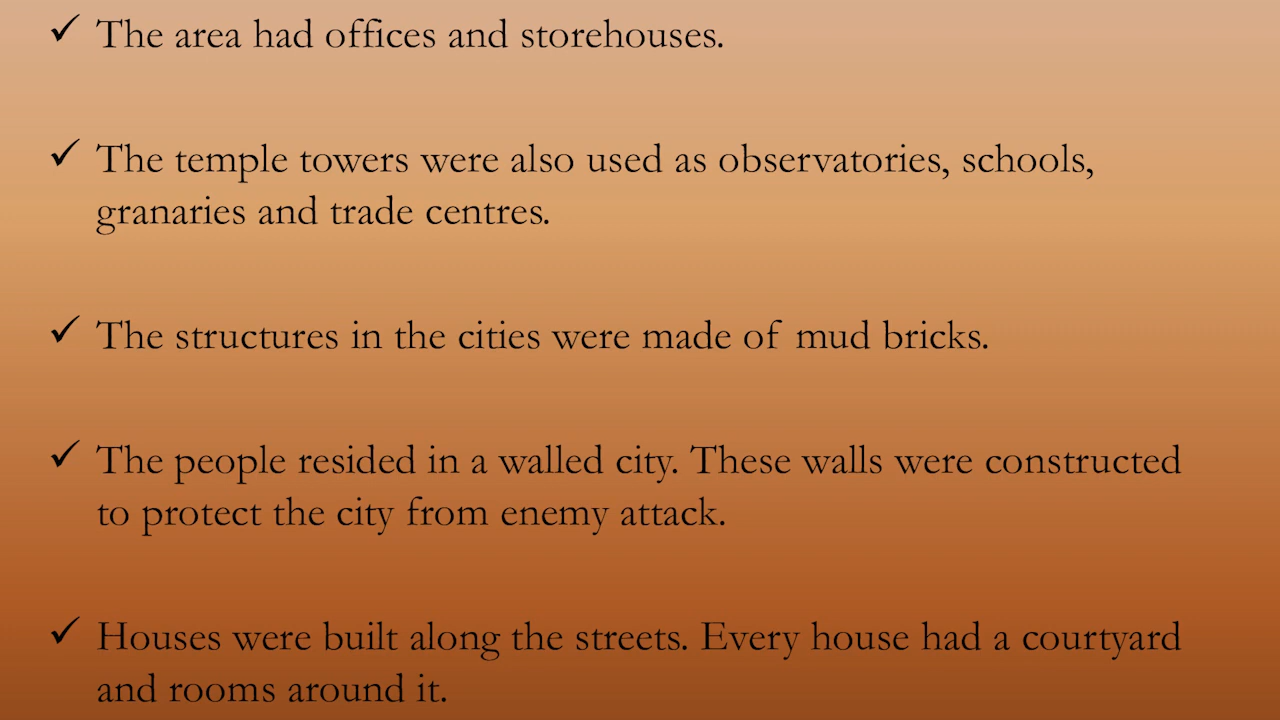 ✓ The area had offices and storehouses.
✓ The temple towers were also used as observatories, schools,
granaries and trade centres.
✓ The structures in the cities were made of mud bricks.
✓ The people resided in a walled city. These walls were constructed
to protect the city from enemy attack.
✓ Houses were built along the streets. Every house had a courtyard
and rooms around it.